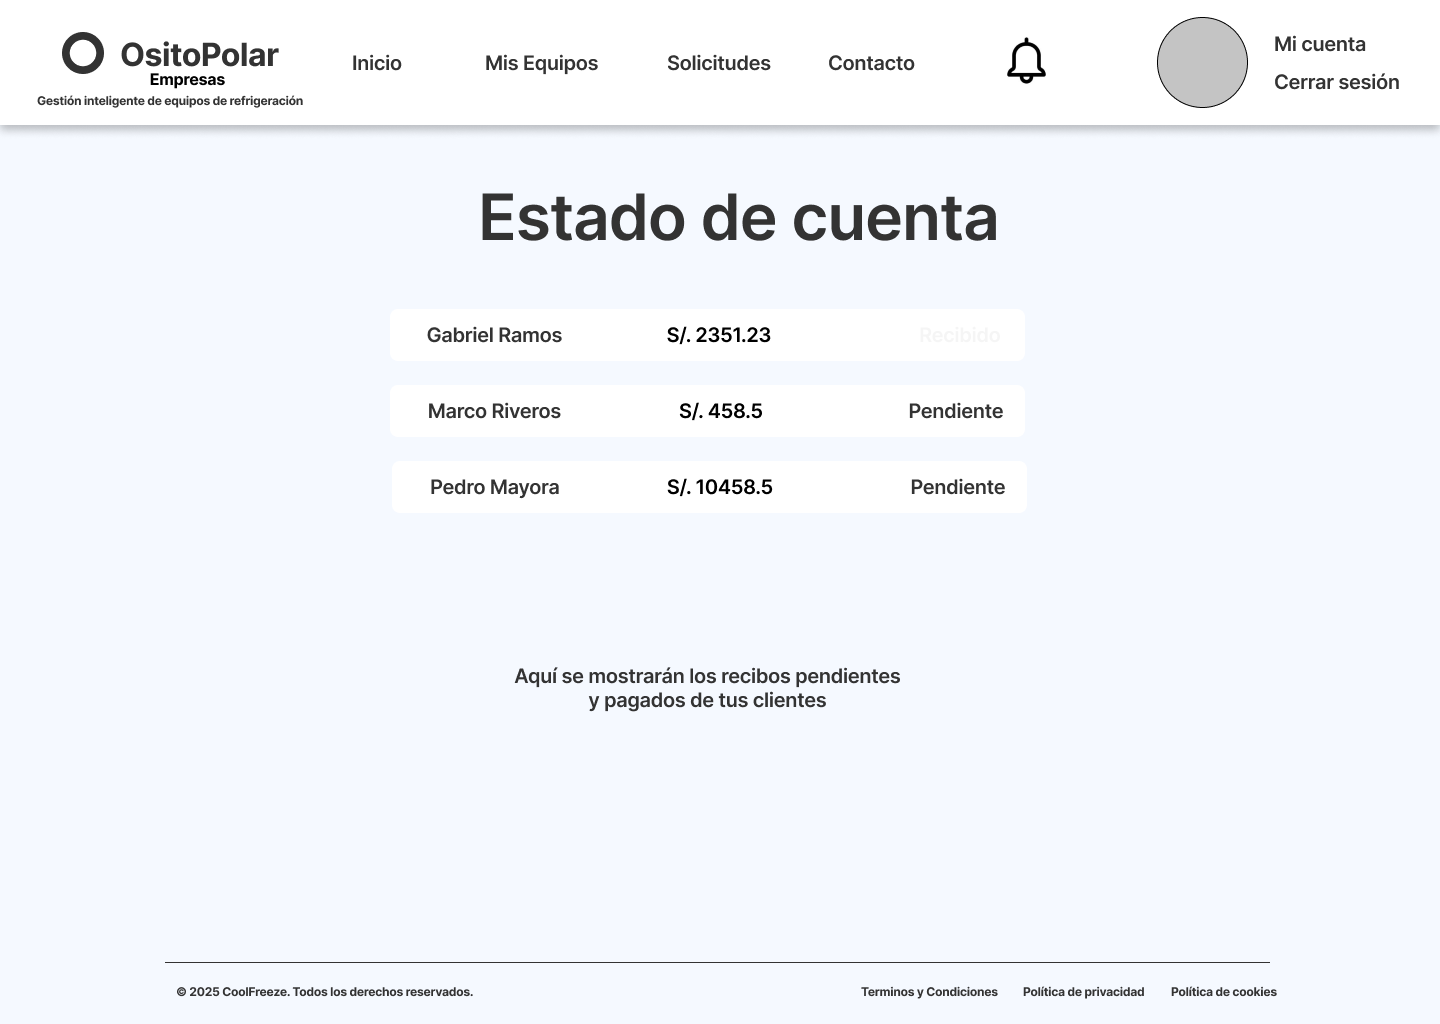 OsitoPolar
Empresas
Gestión inteligente de equipos de refrigeración
Inicio
Mis Equipos
Solicitudes
Contacto
Mi cuenta
Cerrar sesión
Estado de cuenta
Gabriel Ramos S/. 2351.23 Recibido
Marco Riveros S/. 458.5 Pendiente
Pedro Mayora S/. 10458.5 Pendiente
Aquí se mostrarán los recibos pendientes
y pagados de tus clientes
© 2025 CoolFreeze. Todos los derechos reservados.
Terminos y Condiciones
Política de privacidad
Política de cookies